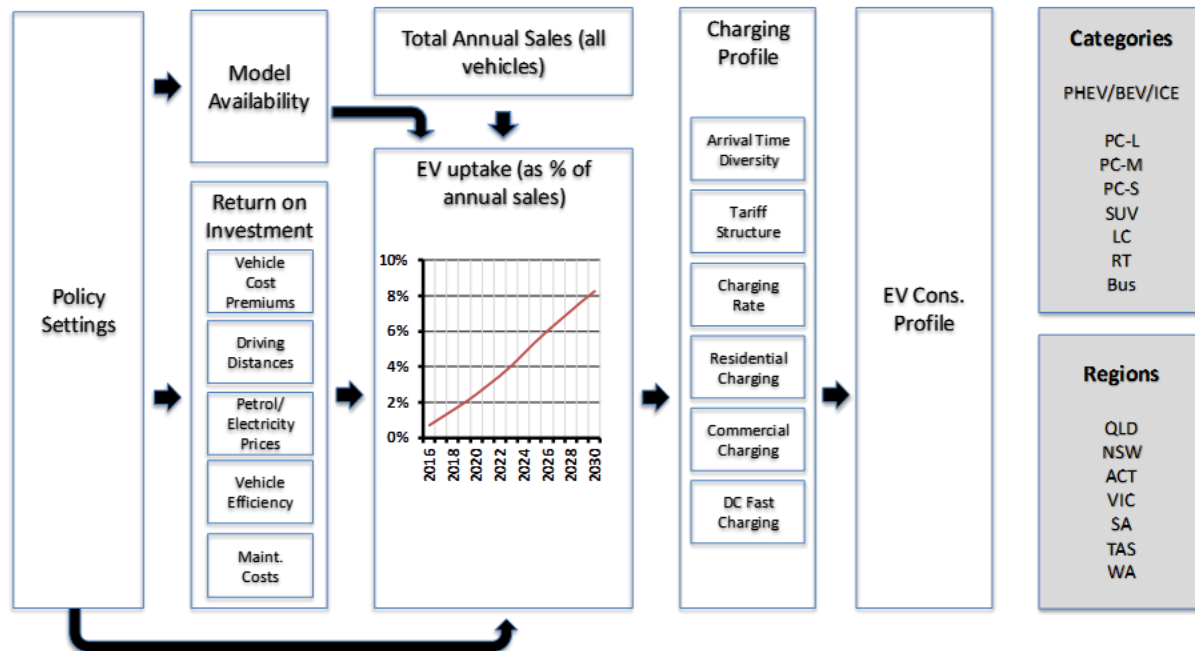 Policy
Settings
Model
Availability
Return on
Investment
Vehicle
Cost
Premiums
Driving
Distances
Petrol/
Electricity
Prices
Vehicle
Efficiency
Maint.
Costs
Total Annual Sales (all
vehicles)
EV uptake (as % of
annual sales)
10%
8%
6%
4%
2%
0%
2016
2018
2020
2022
2024
2026
2028
2030
Charging
Profile
Arrival Time
Diversity
Tariff
Structure
Charging
Rate
Residential
Charging
Commercial
Charging
DC Fast
Charging
EV Cons.
Profile
Categories
PHEV/BEV/ICE
PC-L
PC-M
PC-S
SUV
LC
RT
Bus
Regions
QLD
NSW
ACT
VIC
SA
TAS
WA